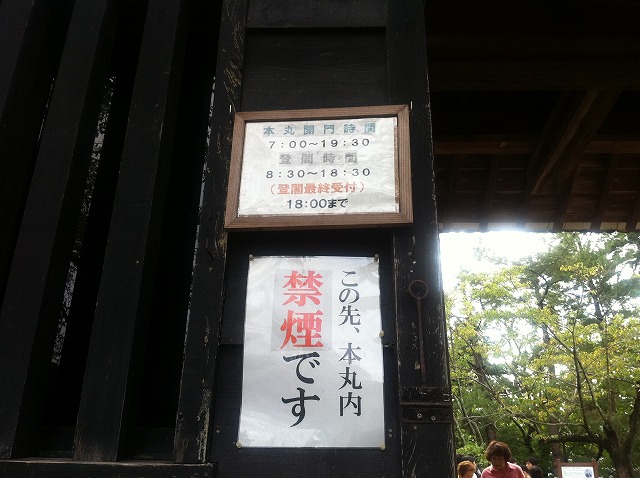 本丸開門時間
7:00～19:30
登閣時間
8:30～18:30
(登閣最終受付)
18:00まで
この先、本丸内
禁煙です